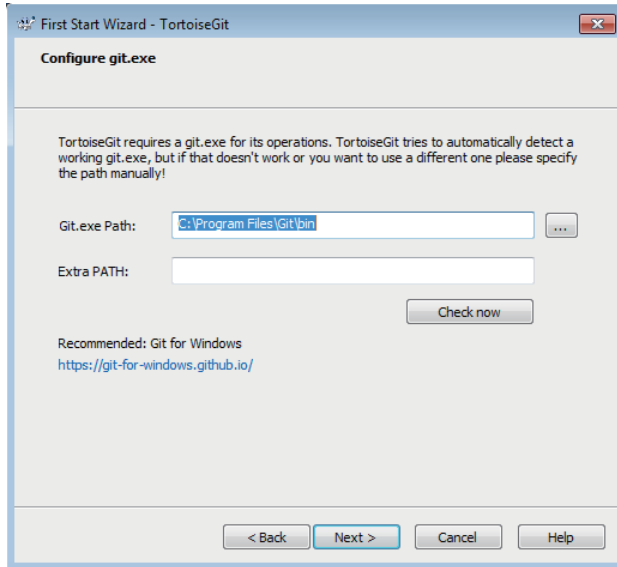 First Start Wizard - TortoiseGit
Configure git.exe
TortoiseGit requires a git.exe for its operations. TortoiseGit tries to automatically detect a
working git.exe, but if that doesn't work or you want to use a different one please specify
the path manually!
Git.exe Path: C:\Program Files\Git\bin ...
Extra PATH:
Check now
Recommended: Git for Windows
https://git-for-windows.github.io/
< Back Next > Cancel Help